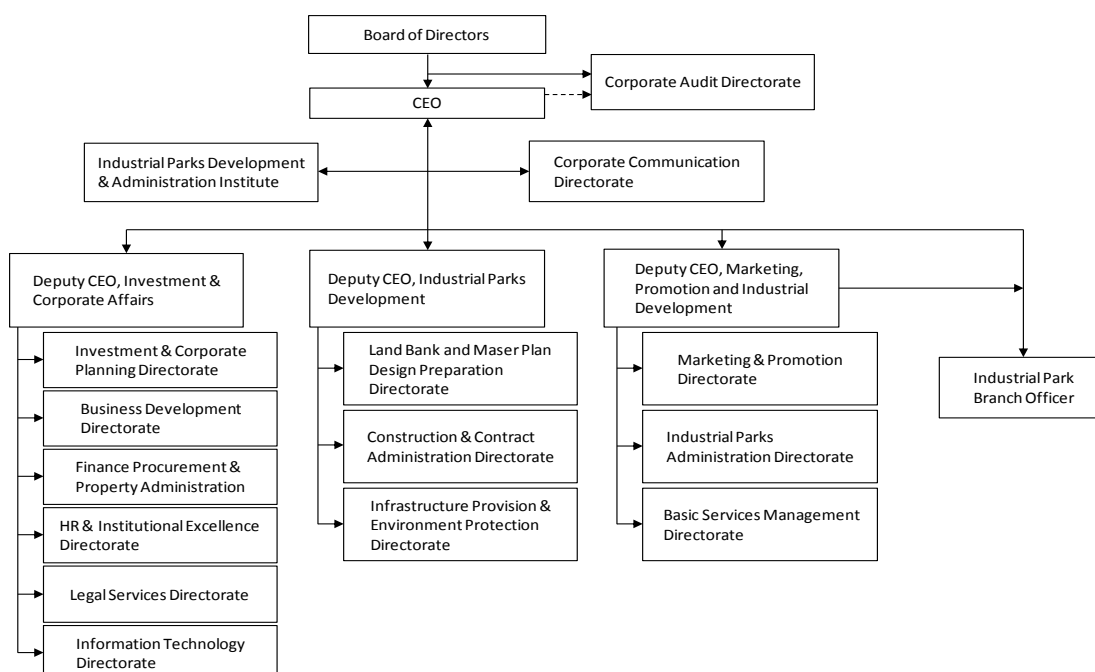 Board of Directors
Corporate Audit Directorate
CEO
Industrial Parks Development
& Administration Institute
Corporate Communication
Directorate
Deputy CEO, Investment &
Corporate Affairs
Deputy CEO, Industrial Parks
Development
Deputy CEO, Marketing,
Promotion and Industrial
Development
Investment & Corporate
Planning Directorate
Business Development
Directorate
Finance Procurement &
Property Administration
HR & Institutional Excellence
Directorate
Legal Services Directorate
Information Technology
Directorate
Land Bank and Maser Plan
Design Preparation
Directorate
Construction & Contract
Administration Directorate
Infrastructure Provision &
Environment Protection
Directorate
Marketing & Promotion
Directorate
Industrial Parks
Administration Directorate
Basic Services Management
Directorate
Industrial Park
Branch Officer